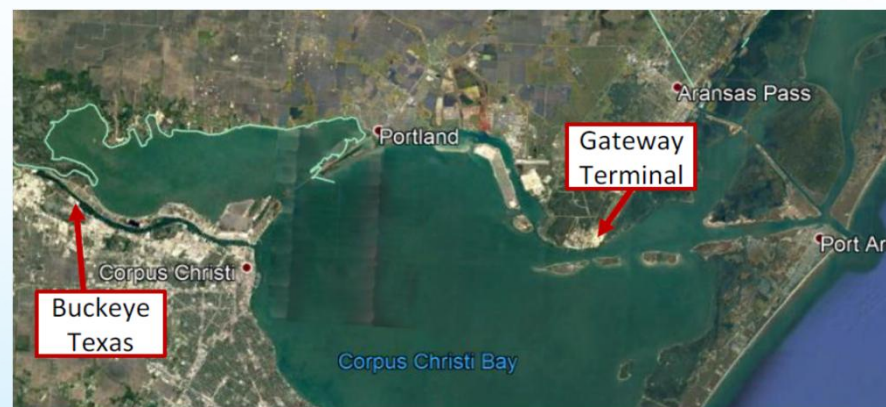 Aransas Pass
Portland
Gateway
Terminal
Port Ar
Corpus Christi
Buckeye
Texas
Corpus Christi Bay